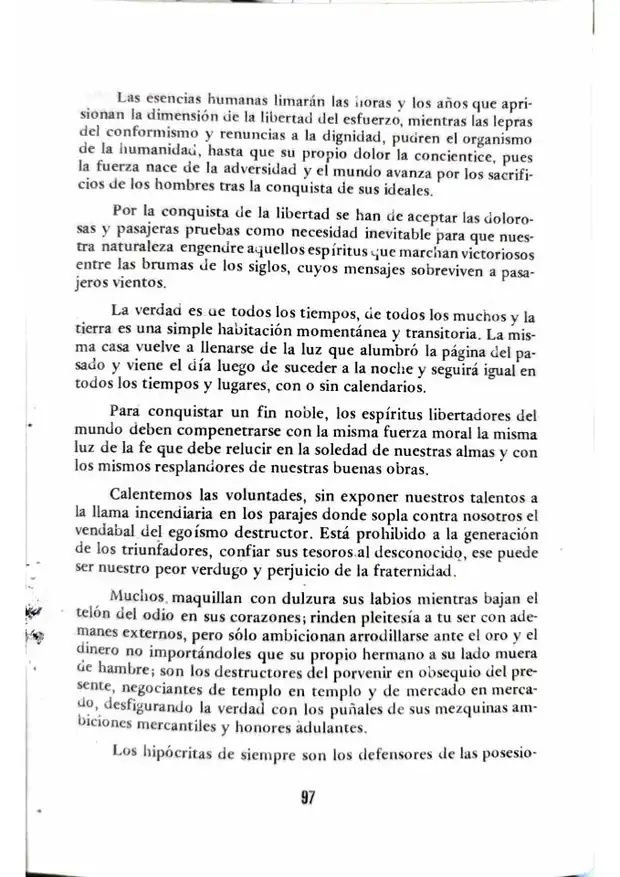 Las esencias humanas limarán las horas y los años que apri-
sionan la dimensión de la libertad del esfuerzo, mientras las lepras
del conformismo y renuncias a la dignidad, pudren el organismo
de la humanidad, hasta que su propio dolor la concientice, pues
la fuerza nace de la adversidad y el mundo avanza por los sacrifi-
cios de los hombres tras la conquista de sus ideales.
Por la conquista de la libertad se han de aceptar las doloro-
sas y pasajeras pruebas como necesidad inevitable para que nues-
tra naturaleza engendre aquellos espíritus que marchan victoriosos
entre las brumas de los siglos, cuyos mensajes sobreviven a pasa-
jeros vientos.
La verdad es de todos los tiempos, de todos los muchos y la
tierra es una simple habitación momentánea y transitoria. La mis-
ma casa vuelve a llenarse de la luz que alumbró la página del pa-
sado y viene el día luego de suceder a la noche y seguirá igual en
todos los tiempos y lugares, con o sin calendarios.
Para conquistar un fin noble, los espíritus libertadores del
mundo deben compenetrarse con la misma fuerza moral la misma
luz de la fe que debe relucir en la soledad de nuestras almas y con
los mismos resplandores de nuestras buenas obras.
Calentemos las voluntades, sin exponer nuestros talentos a
la llama incendiaria en los parajes donde sopla contra nosotros el
vendabal del egoísmo destructor. Está prohibido a la generación
de los triunfadores, confiar sus tesoros al desconocido, ese puede
ser nuestro peor verdugo y perjuicio de la fraternidad.
Muchos maquillan con dulzura sus labios mientras bajan el
telón del odio en sus corazones; rinden pleitesía a tu ser con ade-
manes externos, pero sólo ambicionan arrodillarse ante el oro y el
dinero no importándoles que su propio hermano a su lado muera
de hambre; son los destructores del porvenir en obsequio del pre-
sente, negociantes de templo en templo y de mercado en merca-
do, desfigurando la verdad con los puñales de sus mezquinas am-
biciones mercantiles y honores adulantes.
Los hipócritas de siempre son los defensores de las posesio-
97